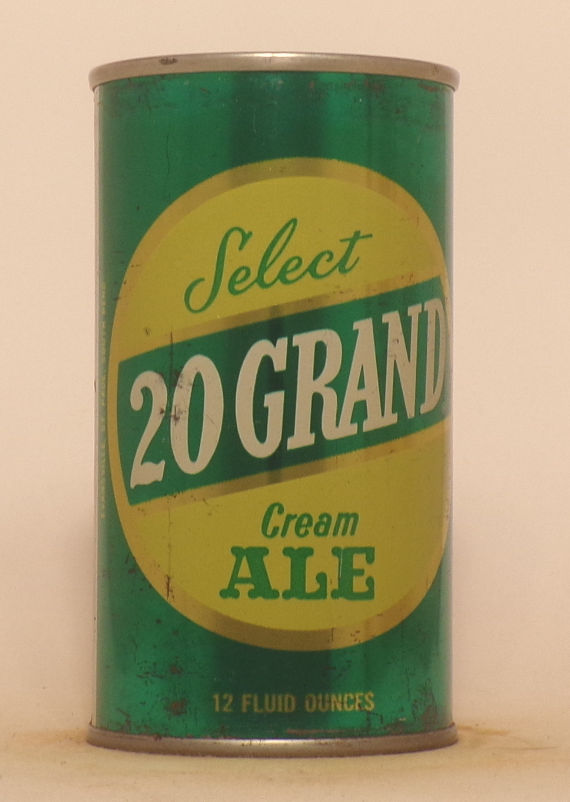 Select
20 GRAND
Cream
ALE
12 FLUID OUNCES